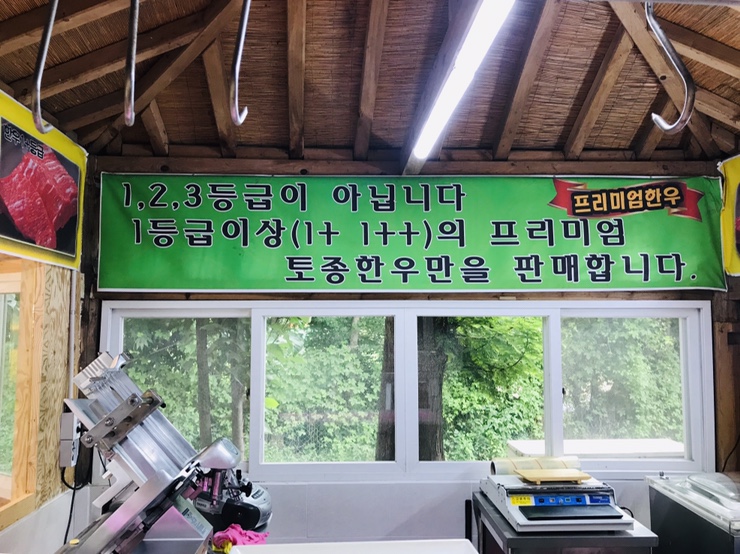 1,2,3등급이 아닙니다
프리미엄한우
1등급이상(1+ 1++)의 프리미엄
토종한우만을 판매합니다.